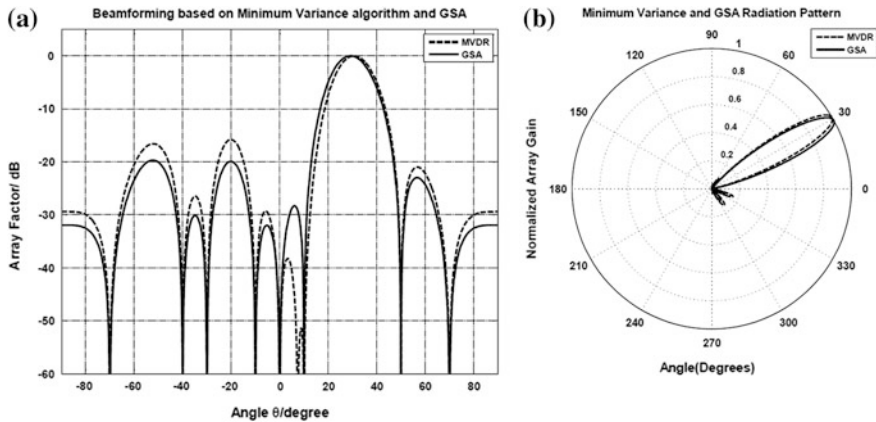 (a)
Beamforming based on Minimum Variance algorithm and GSA
MVDR
GSA
0
-10
-20
-30
-40
-50
-60
Array Factor/ dB
-80
-60
-40
-20
0
20
40
60
80
Angle θ/degree
(b)
Minimum Variance and GSA Radiation Pattern
MVDR
GSA
90
60
30
0
330
300
270
240
210
180
150
120
1
0.8
0.6
0.4
0.2
Normalized Array Gain
Angle(Degrees)